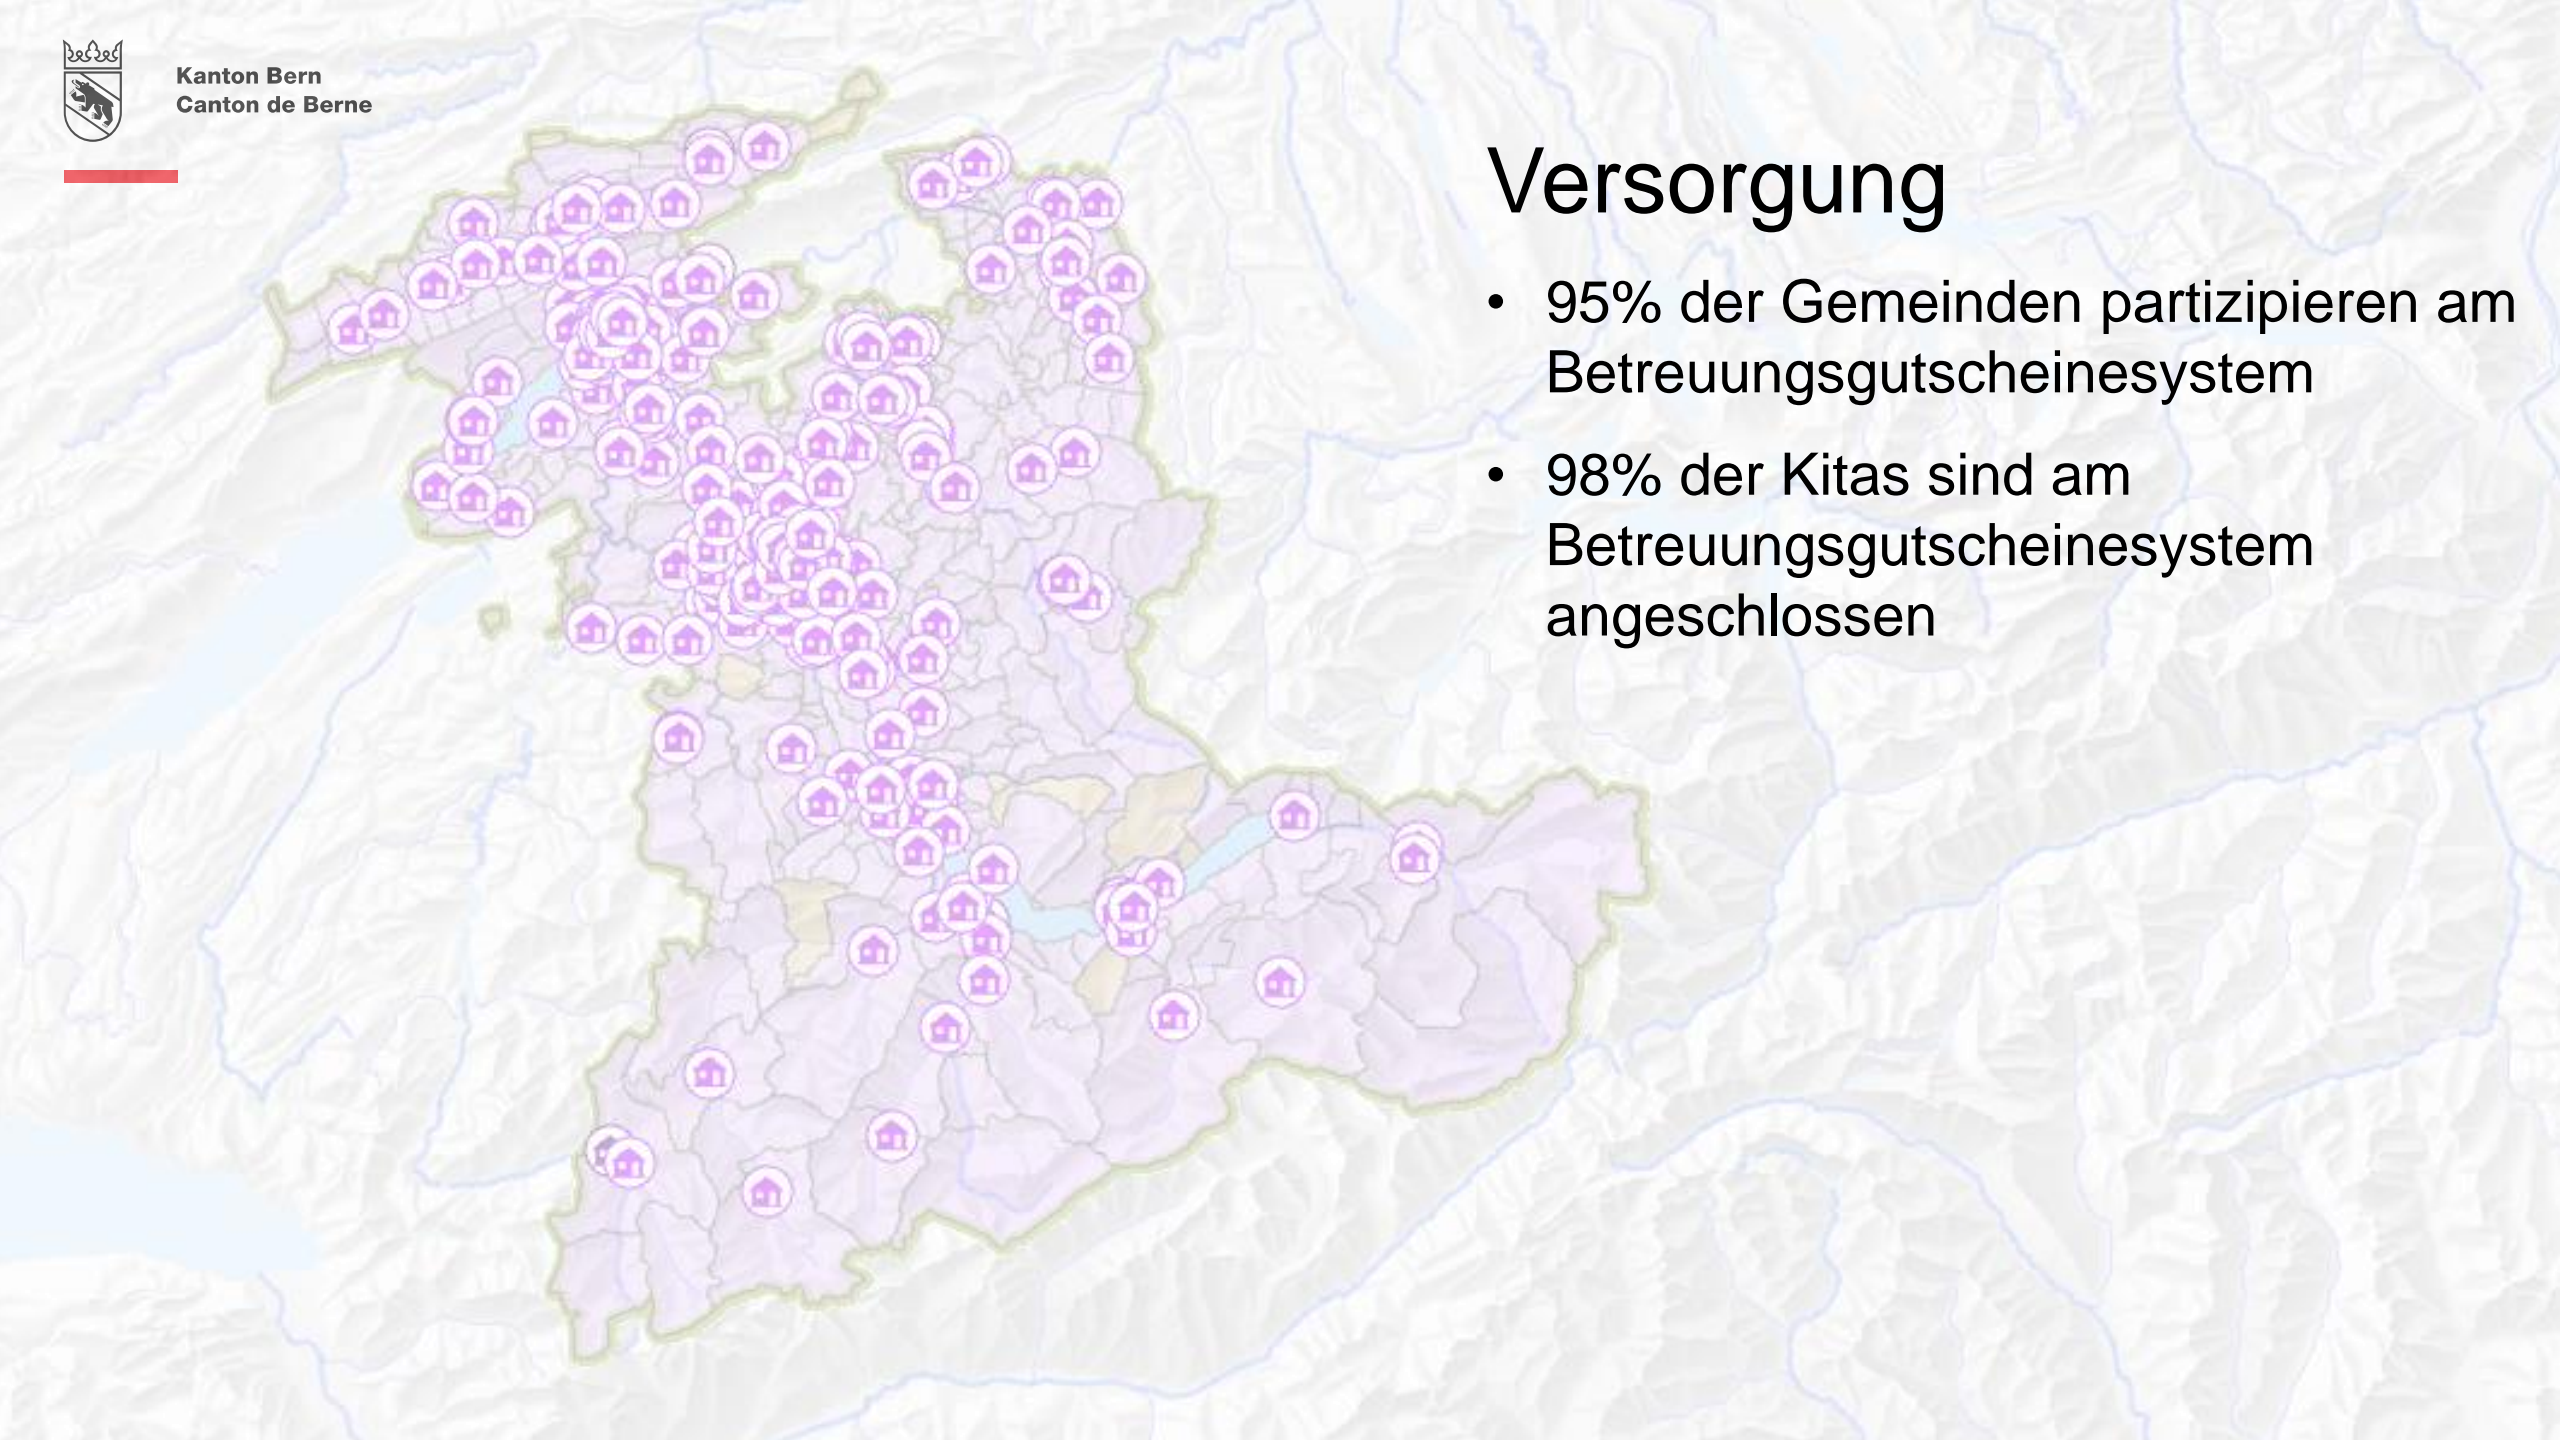 Kanton Bern
Canton de Berne
Versorgung
• 95% der Gemeinden partizipieren am
Betreuungsgutscheinesystem
• 98% der Kitas sind am
Betreuungsgutscheinesystem
angeschlossen